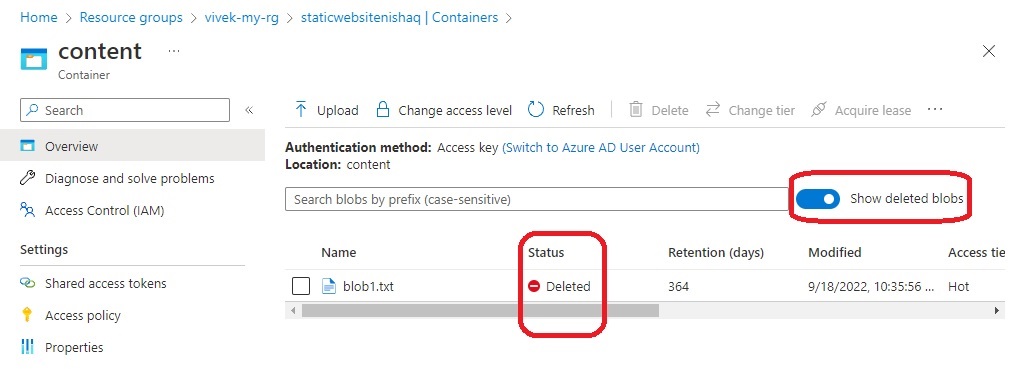 Home > Resource groups > vivek-my-rg > staticwebsitenishaq | Containers >
content ...
Container
Search «
Upload Change access level Refresh Delete Change tier Acquire lease ...
Overview
Diagnose and solve problems
Access Control (IAM)
Settings
Shared access tokens
Access policy
Properties
Authentication method: Access key (Switch to Azure AD User Account)
Location: content
Search blobs by prefix (case-sensitive) Show deleted blobs
Name Status Retention (days) Modified Access tie
blob1.txt Deleted 364 9/18/2022, 10:35:56 ... Hot